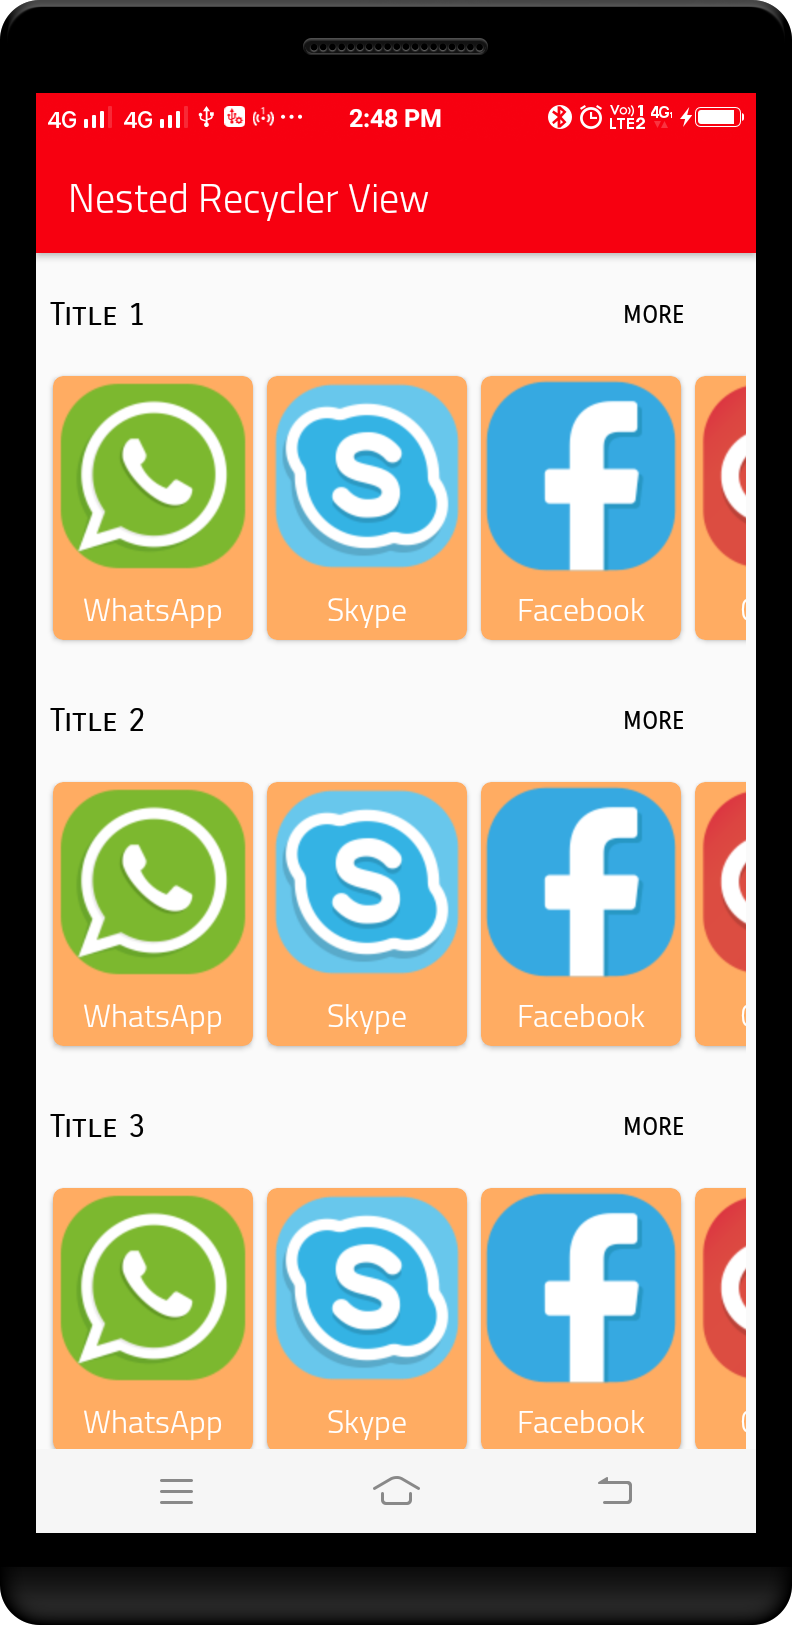 4G 4G 2:48 PM Vo)) 1 LTE2 4G
Nested Recycler View
Title 1 MORE
WhatsApp Skype Facebook
Title 2 MORE
WhatsApp Skype Facebook
Title 3 MORE
WhatsApp Skype Facebook